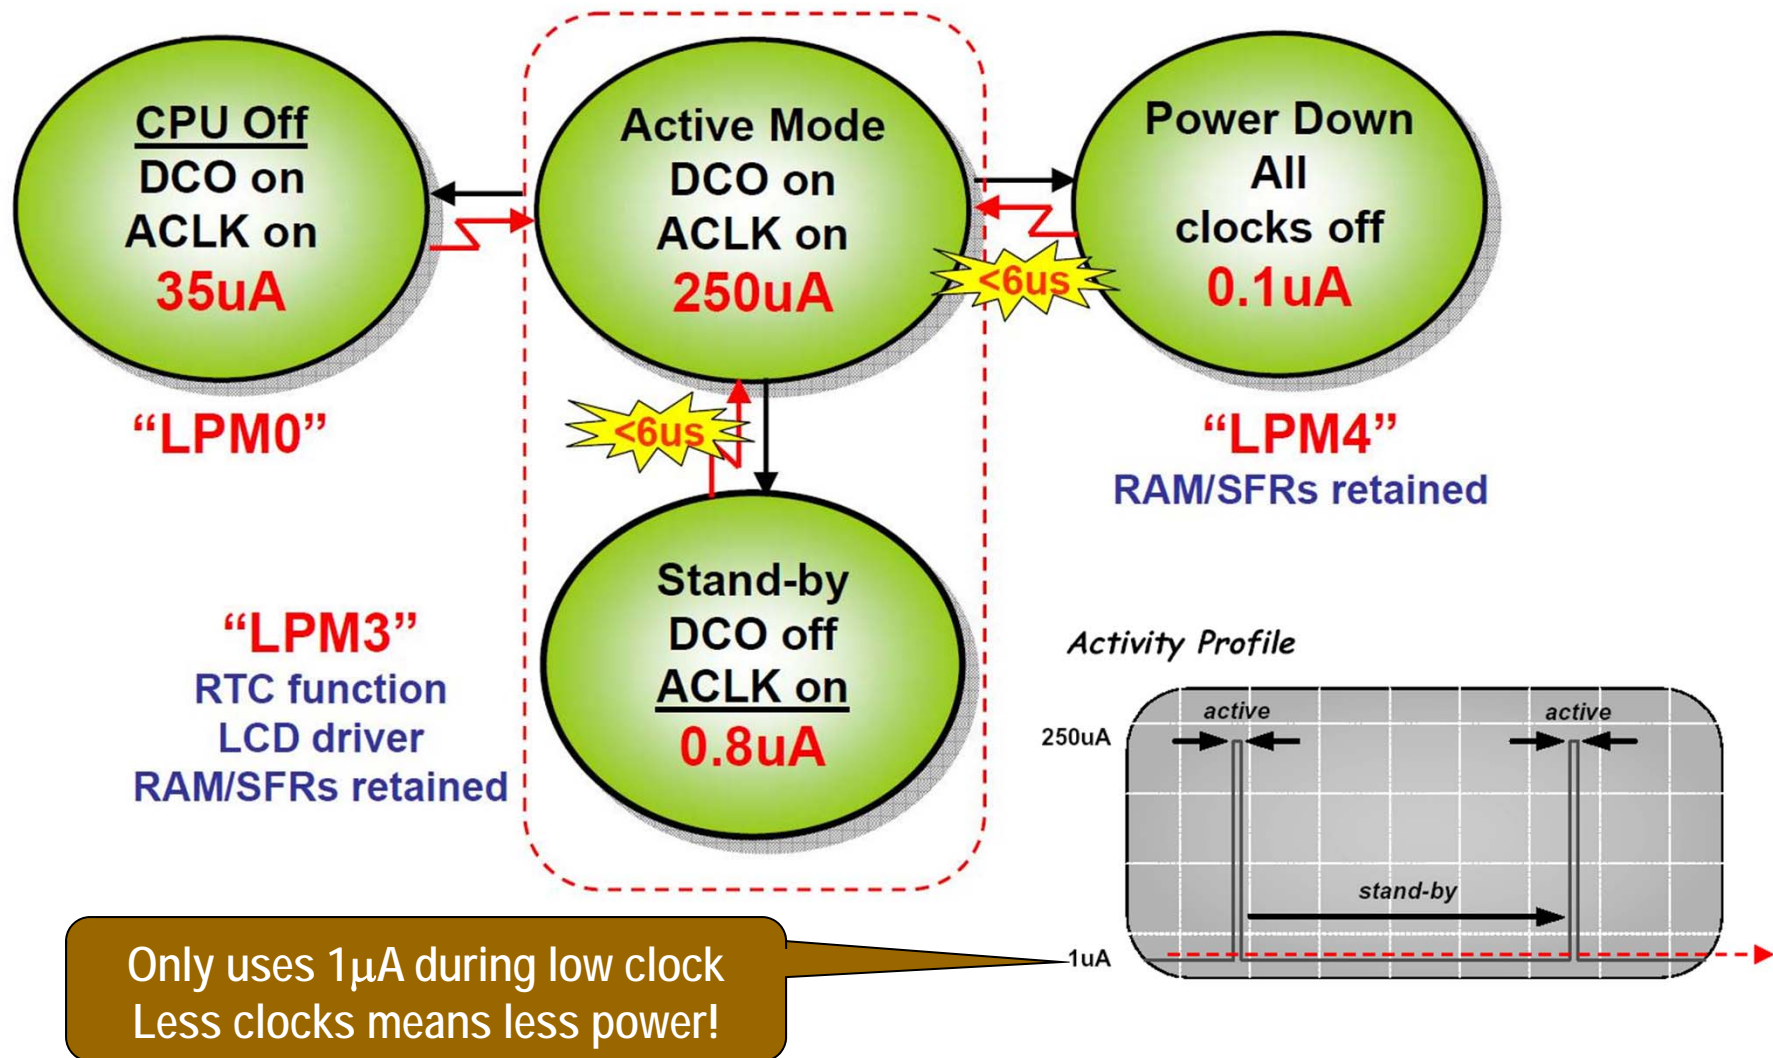 CPU Off
DCO on
ACLK on
35uA
“LPM0”
Active Mode
DCO on
ACLK on
250uA
<6us
Power Down
All
clocks off
0.1uA
“LPM4”
RAM/SFRs retained
<6us
“LPM3”
RTC function
LCD driver
RAM/SFRs retained
Stand-by
DCO off
ACLK on
0.8uA
Activity Profile
250uA
active
active
stand-by
1uA
Only uses 1μA during low clock
Less clocks means less power!